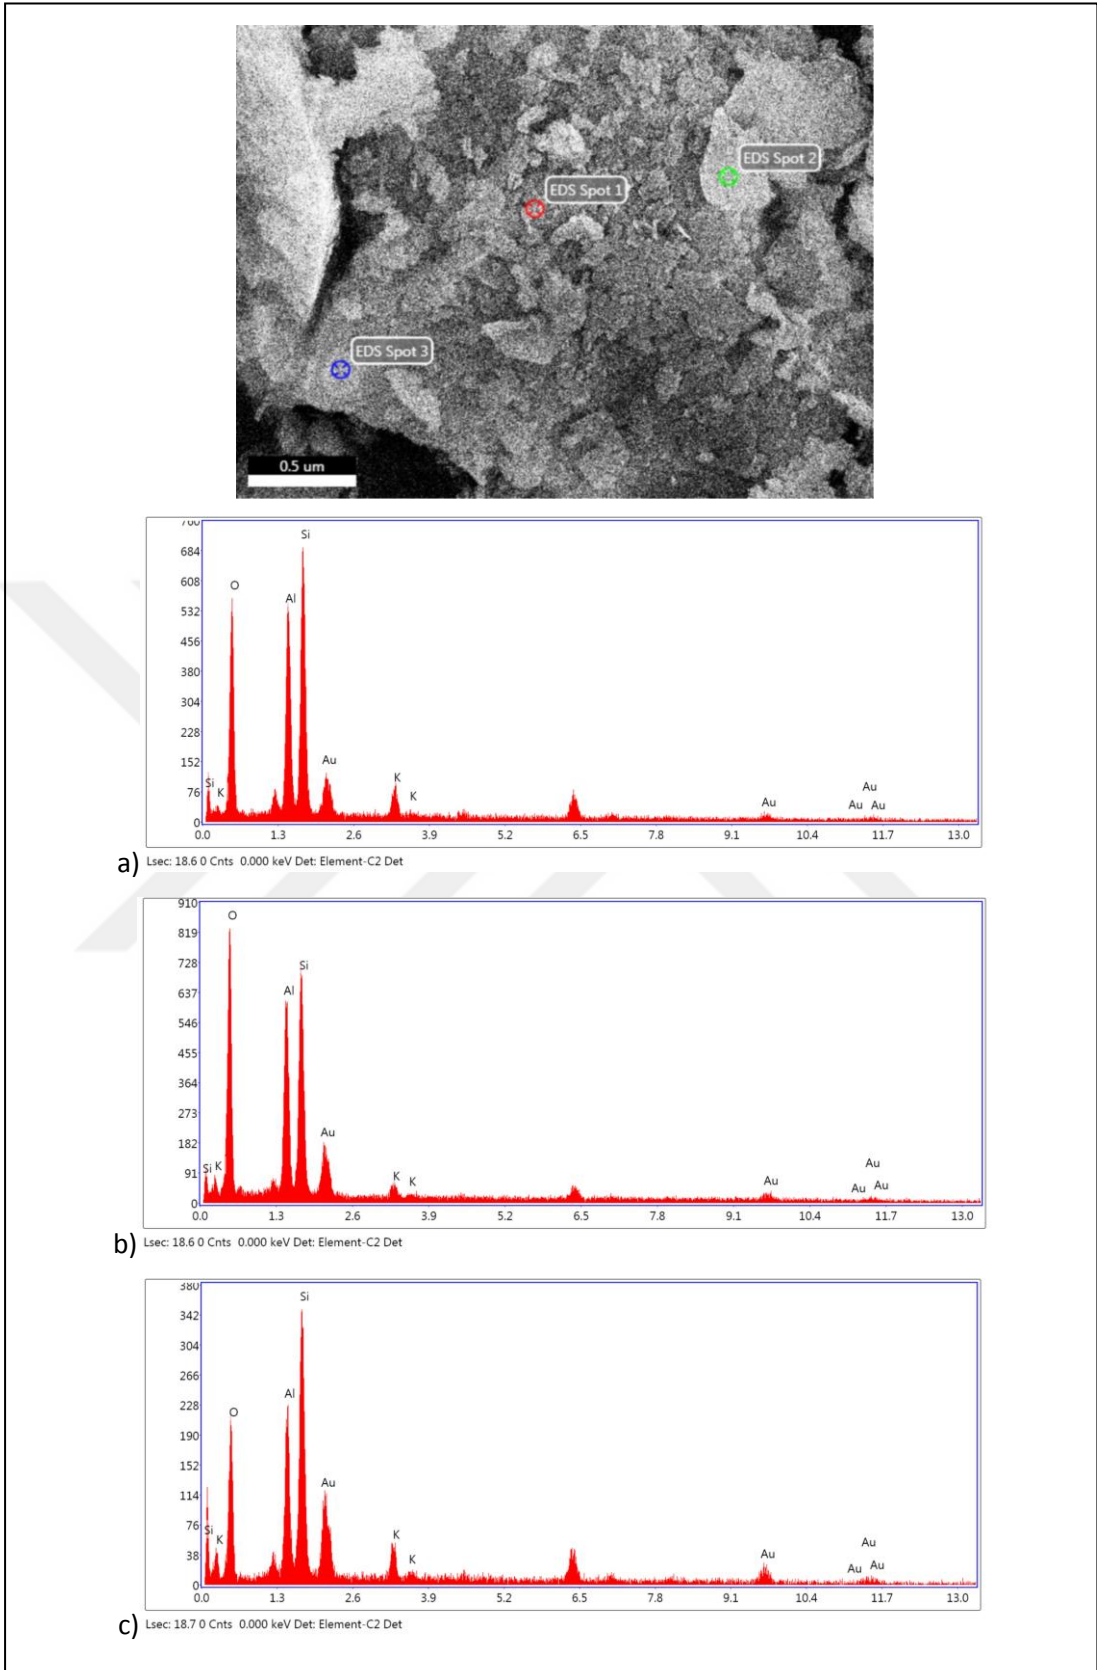 EDS Spot 2
EDS Spot 1
EDS Spot 3
0.5 um
760
684
608
532
456
380
304
228
152
76
0
Si
O
Al
Au
Si
K
K
K
Au
Au
Au
Au
0.0 1.3 2.6 3.9 5.2 6.5 7.8 9.1 10.4 11.7 13.0
a) Lsec: 18.6 0 Cnts 0.000 keV Det: Element-C2 Det
910
819
728
637
546
455
364
273
182
91
0
O
Si
Al
Au
Si
K
K
K
Au
Au
Au
Au
0.0 1.3 2.6 3.9 5.2 6.5 7.8 9.1 10.4 11.7 13.0
b) Lsec: 18.6 0 Cnts 0.000 keV Det: Element-C2 Det
380
342
304
266
228
190
152
114
76
38
0
Si
Al
O
Au
Si
K
K
K
Au
Au
Au
Au
0.0 1.3 2.6 3.9 5.2 6.5 7.8 9.1 10.4 11.7 13.0
c) Lsec: 18.7 0 Cnts 0.000 keV Det: Element-C2 Det